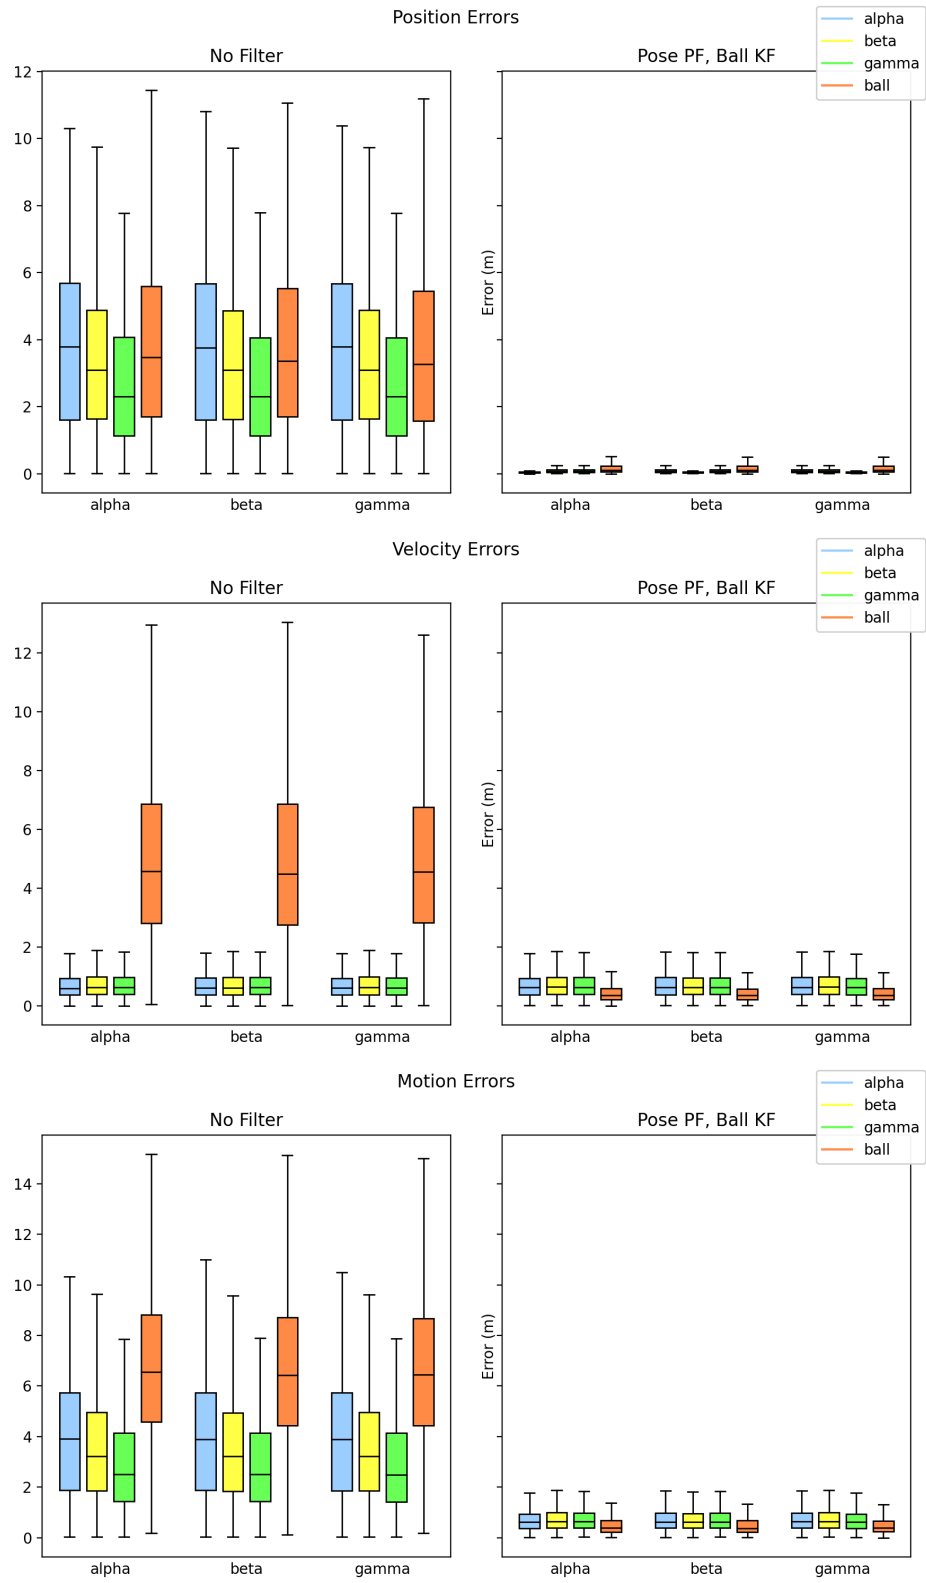 Position Errors
No Filter
Pose PF, Ball KF
alpha
beta
gamma
ball
12
10
8
6
4
2
0
Error (m)
alpha beta gamma
alpha beta gamma
Velocity Errors
No Filter
Pose PF, Ball KF
alpha
beta
gamma
ball
12
10
8
6
4
2
0
Error (m)
alpha beta gamma
alpha beta gamma
Motion Errors
No Filter
Pose PF, Ball KF
alpha
beta
gamma
ball
14
12
10
8
6
4
2
0
Error (m)
alpha beta gamma
alpha beta gamma